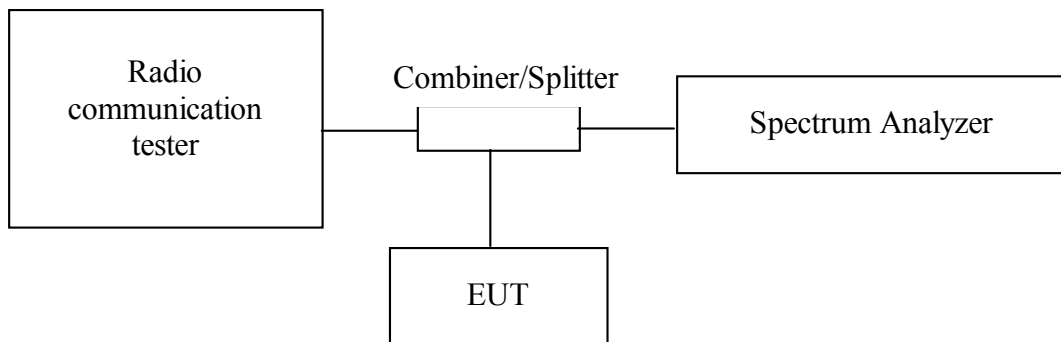 Radio
communication
tester
Combiner/Splitter
Spectrum Analyzer
EUT